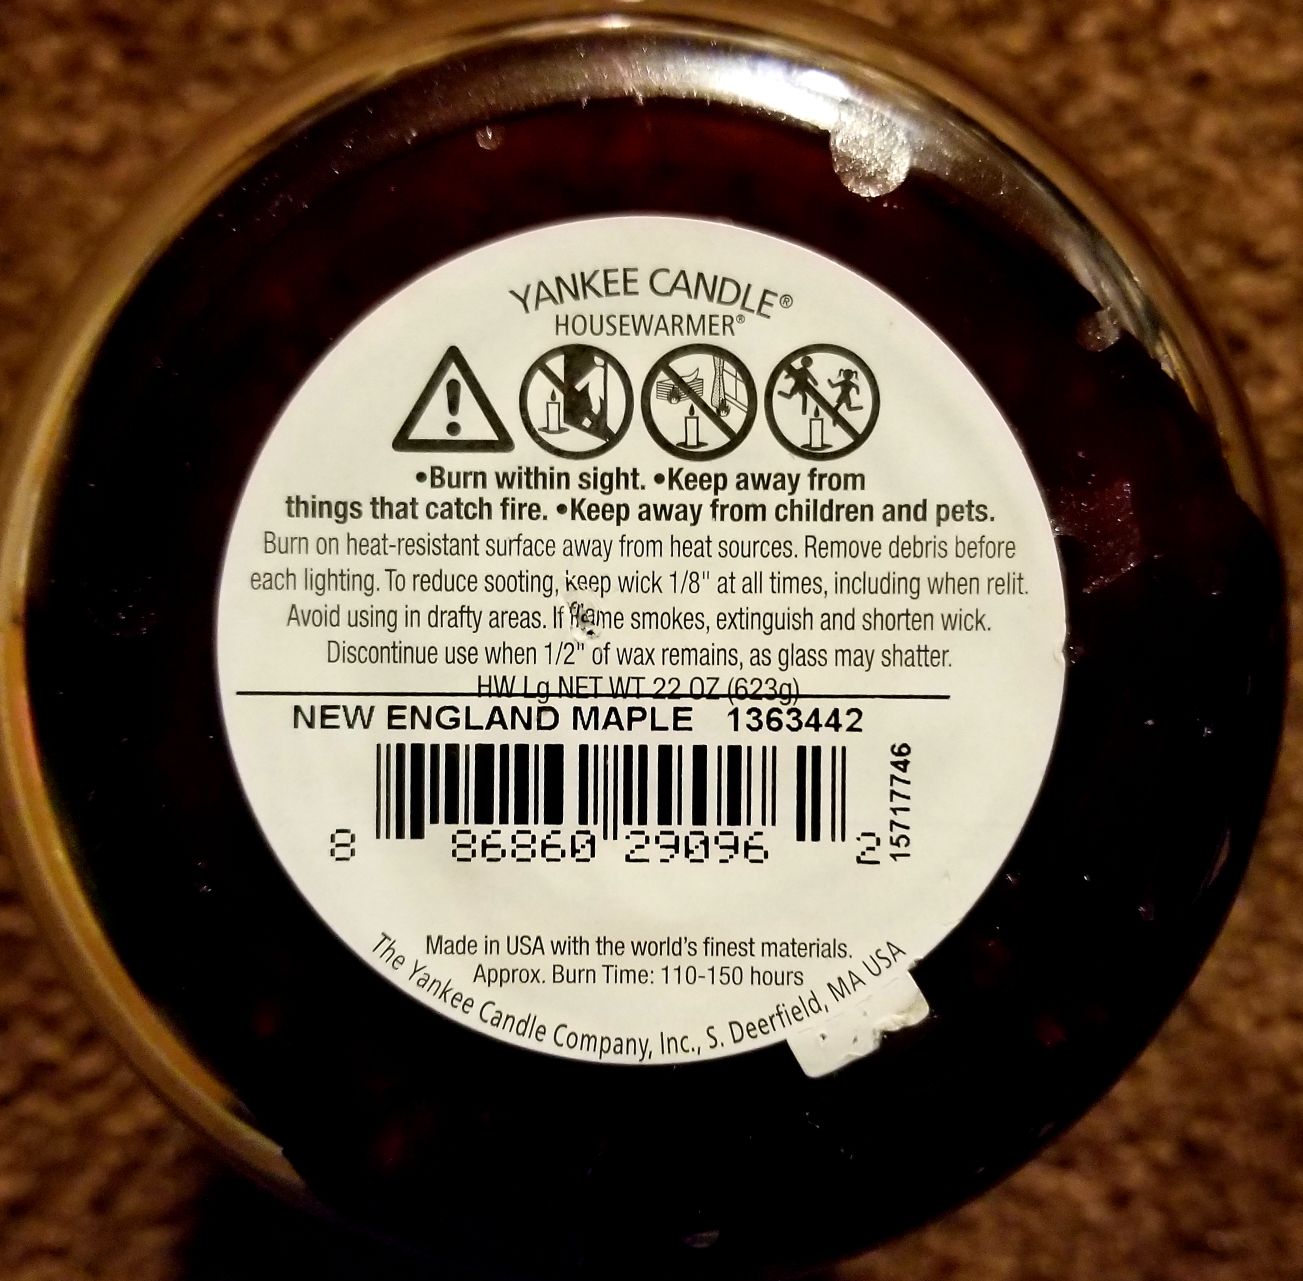 YANKEE CANDLE®
HOUSEWARMER®
•Burn within sight. •Keep away from
things that catch fire. •Keep away from children and pets.
Burn on heat-resistant surface away from heat sources. Remove debris before
each lighting. To reduce sooting, keep wick 1/8" at all times, including when relit.
Avoid using in drafty areas. If flame smokes, extinguish and shorten wick.
Discontinue use when 1/2" of wax remains, as glass may shatter.
HW Lg NET WT 22 OZ (623g)
NEW ENGLAND MAPLE 1363442
8 86860 29096 2
15717746
Made in USA with the world's finest materials.
Approx. Burn Time: 110-150 hours
The Yankee Candle Company, Inc., S. Deerfield, MA USA